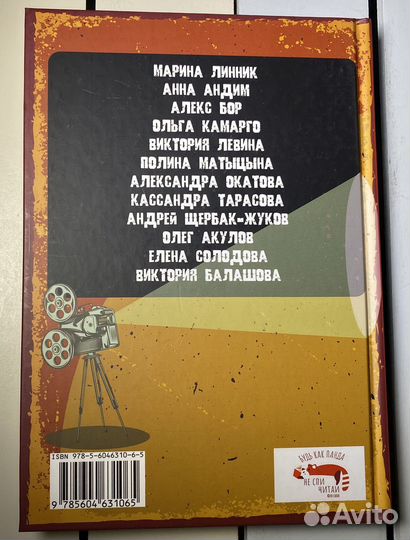 МАРИНА ЛИННИК
АННА АНДИМ
АЛЕКС БОР
ОЛЬГА КАМАРГО
ВИКТОРИЯ ЛЕВИНА
ПОЛИНА МАТЫЦЫНА
АЛЕКСАНДРА ОКАТОВА
КАССАНДРА ТАРАСОВА
АНДРЕЙ ЩЕРБАК-ЖУКОВ
ОЛЕГ АКУЛОВ
ЕЛЕНА СОЛОДОВА
ВИКТОРИЯ БАЛАШОВА
ISBN 978-5-6046310-6-5
9 785604 631065
БУДЬ КАК ПАНДА
НЕ СПИ
ЧИТАЙ
Avito